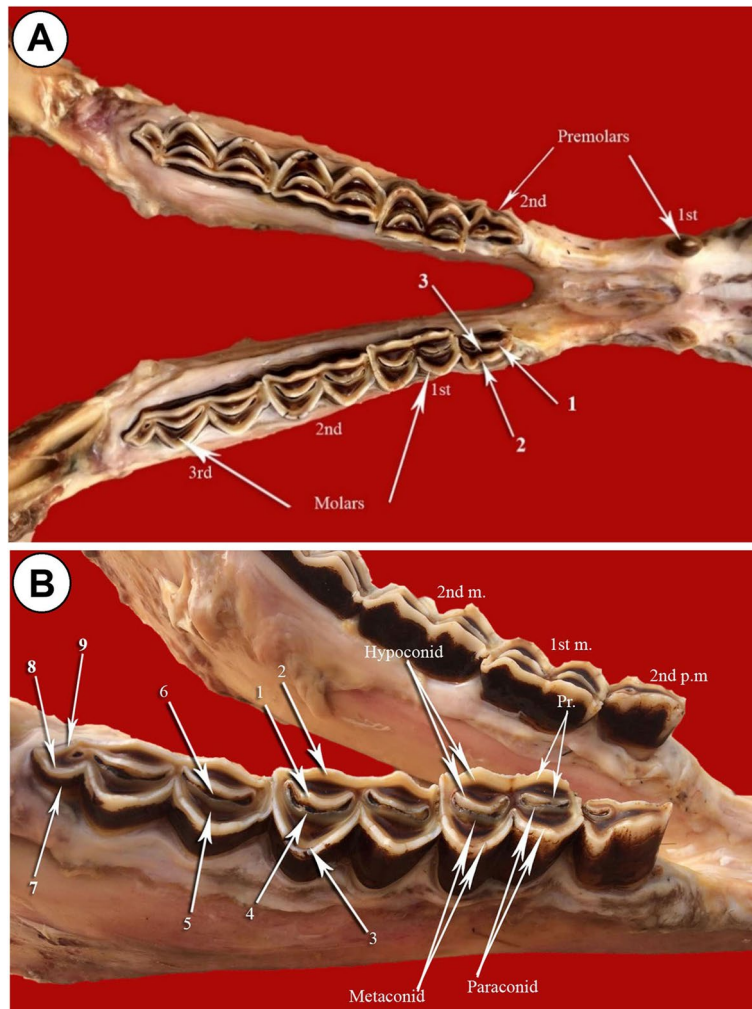 A
Premolars
2nd
1st
3
1
2
1st
2nd
3rd
Molars
B
2nd m.
Hypoconid
1st m.
2nd p.m
Pr.
9
8
6
1
2
7
5
4
3
Metaconid
Paraconid